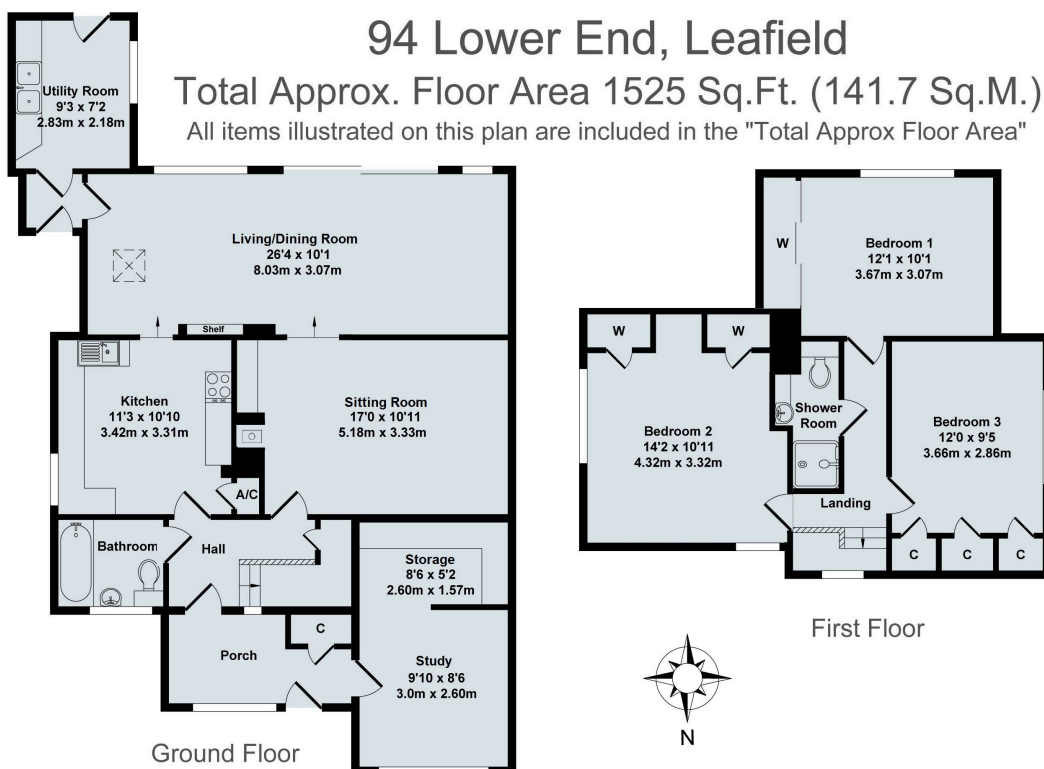 94 Lower End, Leafield
Total Approx. Floor Area 1525 Sq.Ft. (141.7 Sq.M.)
All items illustrated on this plan are included in the "Total Approx Floor Area"
Utility Room
9'3 x 7'2
2.83m x 2.18m
Living/Dining Room
26'4 x 10'1
8.03m x 3.07m
Shelf
Kitchen
11'3 x 10'10
3.42m x 3.31m
Sitting Room
17'0 x 10'11
5.18m x 3.33m
A/C
Bathroom
Hall
Storage
8'6 x 5'2
2.60m x 1.57m
C
Porch
Study
9'10 x 8'6
3.0m x 2.60m
Ground Floor
W
Bedroom 1
12'1 x 10'1
3.67m x 3.07m
W
W
Bedroom 2
14'2 x 10'11
4.32m x 3.32m
Shower
Room
Bedroom 3
12'0 x 9'5
3.66m x 2.86m
Landing
C
C
C
First Floor
N